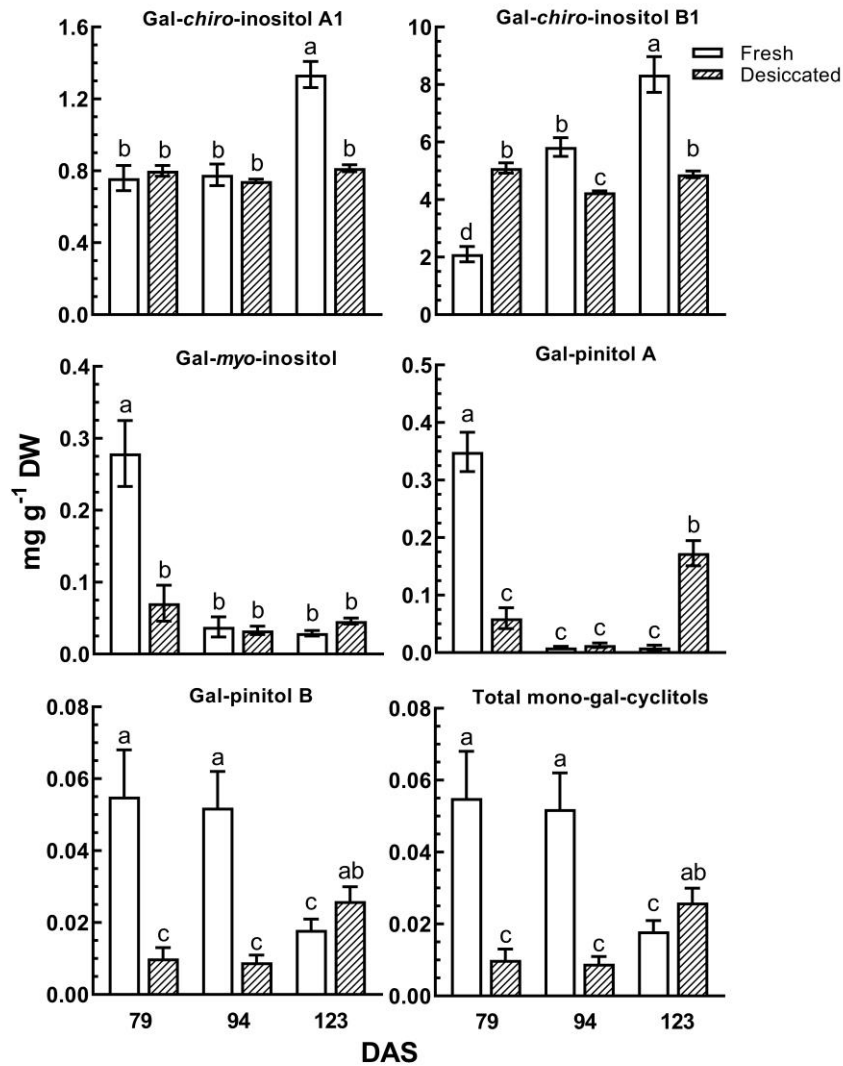 Gal-chiro-inositol A1
1.6
1.2
0.8
0.4
0.0
b b b b a b
Gal-chiro-inositol B1
10
8
6
4
2
0
d b b c a b
Fresh
Desiccated
mg g-1 DW
Gal-myo-inositol
0.4
0.3
0.2
0.1
0.0
a b b b b b
Gal-pinitol A
0.5
0.4
0.3
0.2
0.1
0.0
a c c c c b
Gal-pinitol B
0.08
0.06
0.04
0.02
0.00
a c a c c ab
79 94 123
Total mono-gal-cyclitols
0.08
0.06
0.04
0.02
0.00
a c a c c ab
79 94 123
DAS